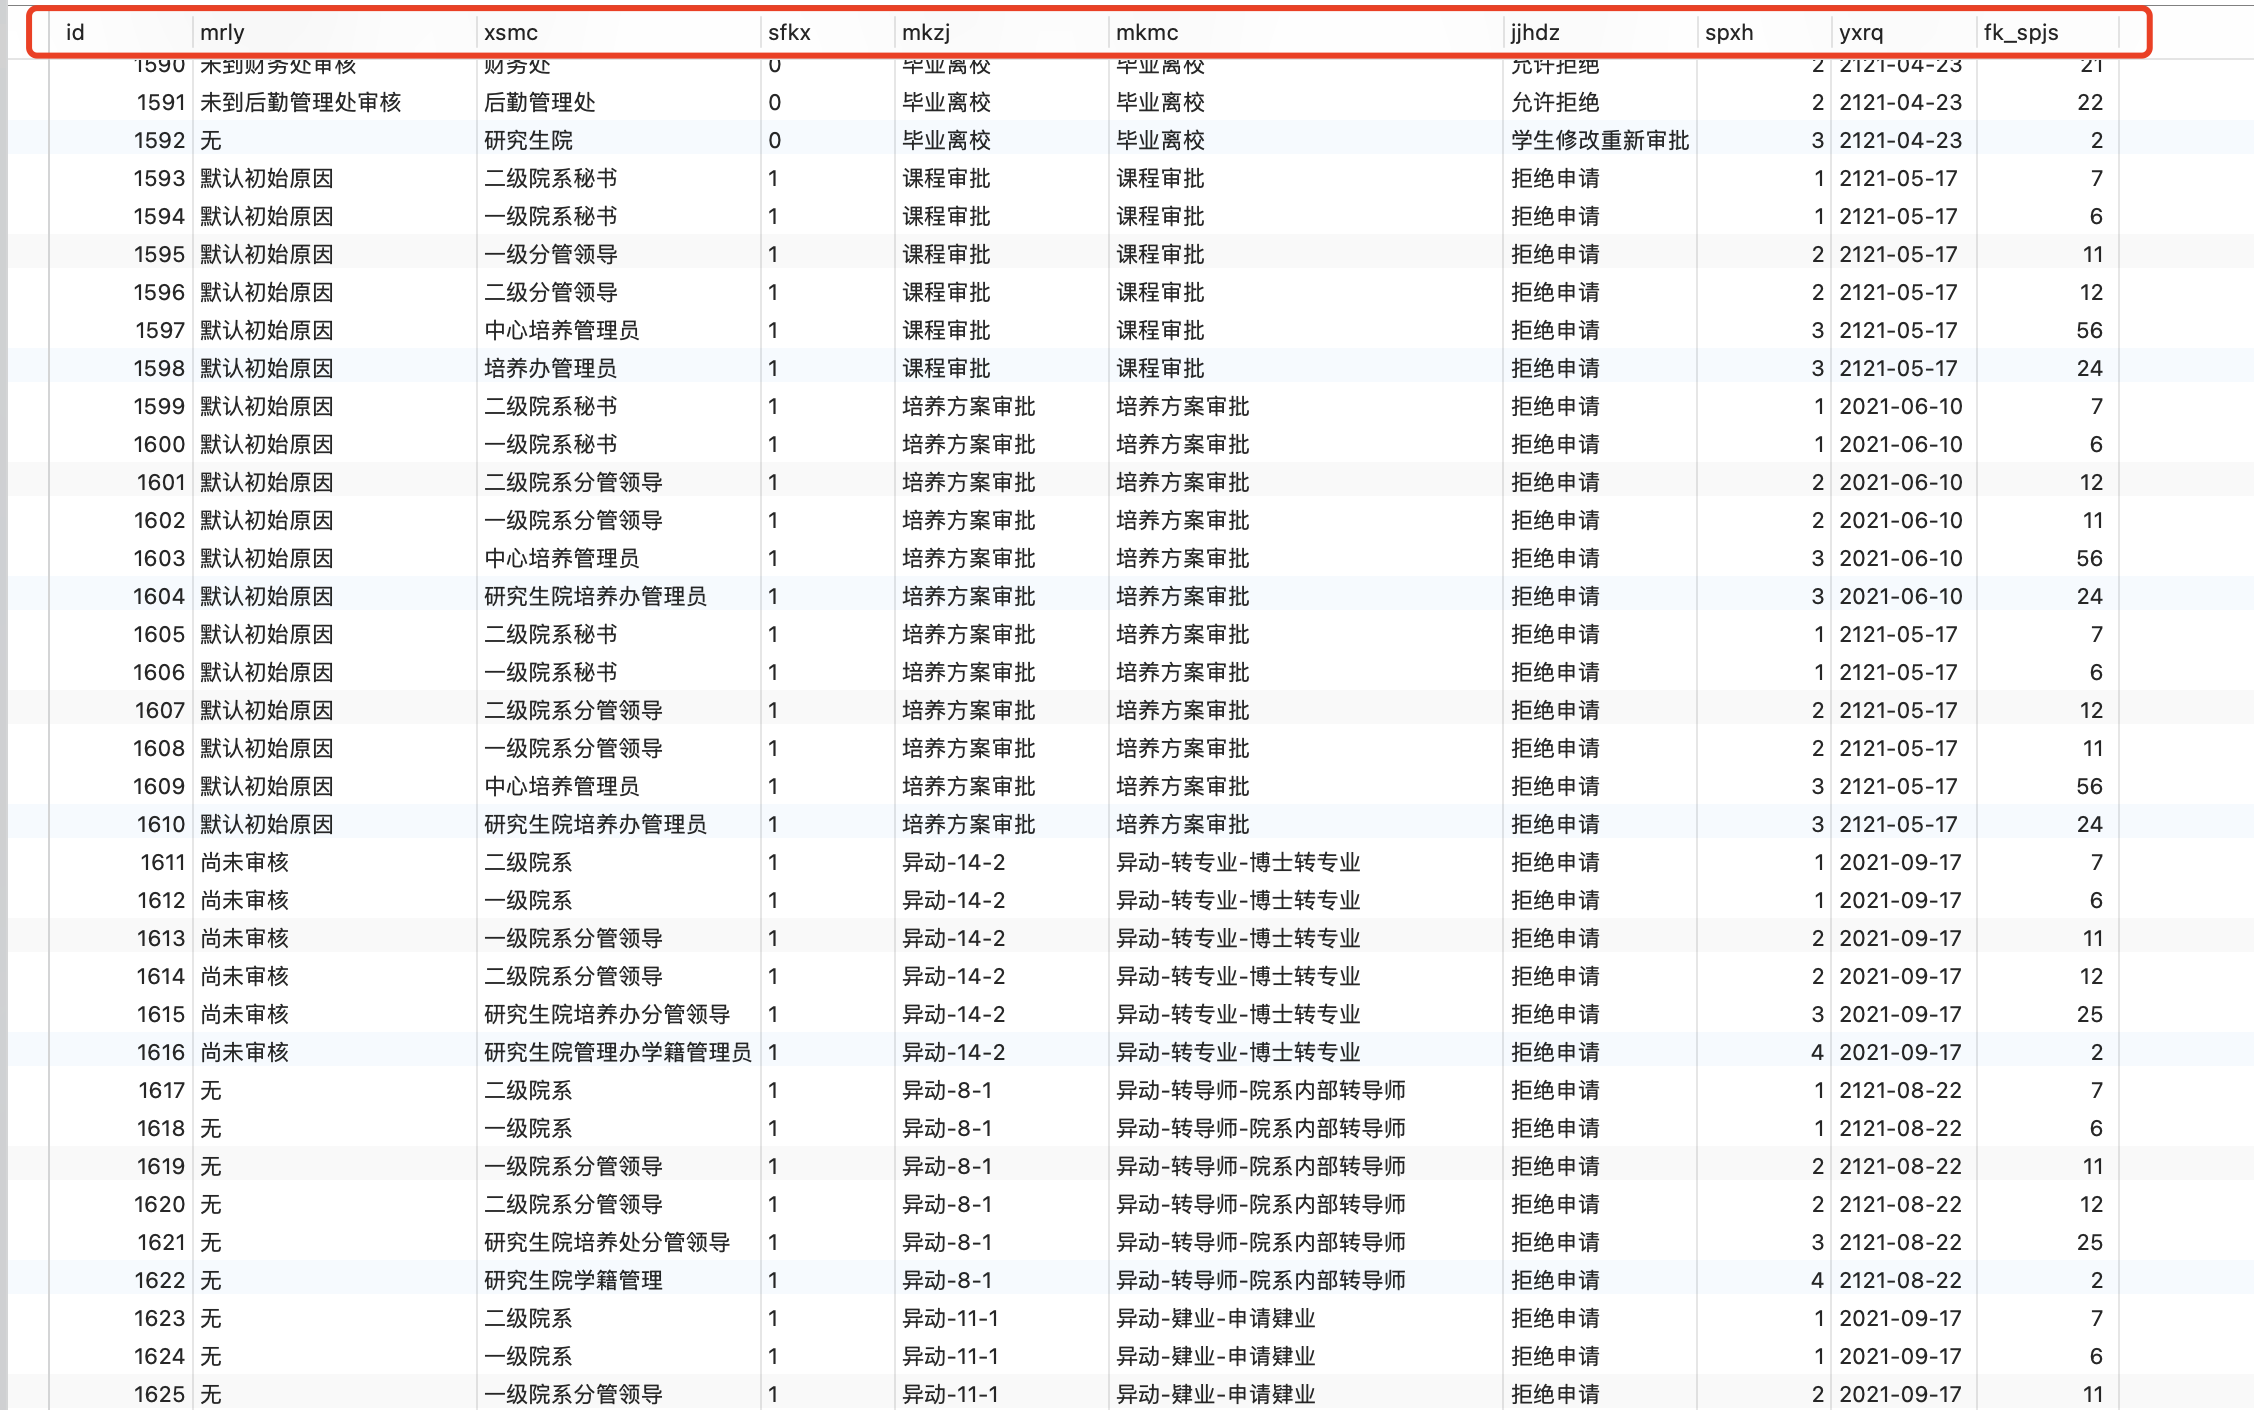 id mrly xsmc sfkx mkzj mkmc jjhdz spxh yxrq fk_spjs
1590 未到财务处审核 财务处 0 毕业离校 毕业离校 允许拒绝 2 2121-04-23 21
1591 未到后勤管理处审核 后勤管理处 0 毕业离校 毕业离校 允许拒绝 2 2121-04-23 22
1592 无 研究生院 0 毕业离校 毕业离校 学生修改重新审批 3 2121-04-23 2
1593 默认初始原因 二级院系秘书 1 课程审批 课程审批 拒绝申请 1 2121-05-17 7
1594 默认初始原因 一级院系秘书 1 课程审批 课程审批 拒绝申请 1 2121-05-17 6
1595 默认初始原因 一级分管领导 1 课程审批 课程审批 拒绝申请 2 2121-05-17 11
1596 默认初始原因 二级分管领导 1 课程审批 课程审批 拒绝申请 2 2121-05-17 12
1597 默认初始原因 中心培养管理员 1 课程审批 课程审批 拒绝申请 3 2121-05-17 56
1598 默认初始原因 培养办管理员 1 课程审批 课程审批 拒绝申请 3 2121-05-17 24
1599 默认初始原因 二级院系秘书 1 培养方案审批 培养方案审批 拒绝申请 1 2021-06-10 7
1600 默认初始原因 一级院系秘书 1 培养方案审批 培养方案审批 拒绝申请 1 2021-06-10 6
1601 默认初始原因 二级院系分管领导 1 培养方案审批 培养方案审批 拒绝申请 2 2021-06-10 12
1602 默认初始原因 一级院系分管领导 1 培养方案审批 培养方案审批 拒绝申请 2 2021-06-10 11
1603 默认初始原因 中心培养管理员 1 培养方案审批 培养方案审批 拒绝申请 3 2021-06-10 56
1604 默认初始原因 研究生院培养办管理员 1 培养方案审批 培养方案审批 拒绝申请 3 2021-06-10 24
1605 默认初始原因 二级院系秘书 1 培养方案审批 培养方案审批 拒绝申请 1 2121-05-17 7
1606 默认初始原因 一级院系秘书 1 培养方案审批 培养方案审批 拒绝申请 1 2121-05-17 6
1607 默认初始原因 二级院系分管领导 1 培养方案审批 培养方案审批 拒绝申请 2 2121-05-17 12
1608 默认初始原因 一级院系分管领导 1 培养方案审批 培养方案审批 拒绝申请 2 2121-05-17 11
1609 默认初始原因 中心培养管理员 1 培养方案审批 培养方案审批 拒绝申请 3 2121-05-17 56
1610 默认初始原因 研究生院培养办管理员 1 培养方案审批 培养方案审批 拒绝申请 3 2121-05-17 24
1611 尚未审核 二级院系 1 异动-14-2 异动-转专业-博士转专业 拒绝申请 1 2021-09-17 7
1612 尚未审核 一级院系 1 异动-14-2 异动-转专业-博士转专业 拒绝申请 1 2021-09-17 6
1613 尚未审核 一级院系分管领导 1 异动-14-2 异动-转专业-博士转专业 拒绝申请 2 2021-09-17 11
1614 尚未审核 二级院系分管领导 1 异动-14-2 异动-转专业-博士转专业 拒绝申请 2 2021-09-17 12
1615 尚未审核 研究生院培养办分管领导 1 异动-14-2 异动-转专业-博士转专业 拒绝申请 3 2021-09-17 25
1616 尚未审核 研究生院管理办学籍管理员 1 异动-14-2 异动-转专业-博士转专业 拒绝申请 4 2021-09-17 2
1617 无 二级院系 1 异动-8-1 异动-转导师-院系内部转导师 拒绝申请 1 2121-08-22 7
1618 无 一级院系 1 异动-8-1 异动-转导师-院系内部转导师 拒绝申请 1 2121-08-22 6
1619 无 一级院系分管领导 1 异动-8-1 异动-转导师-院系内部转导师 拒绝申请 2 2121-08-22 11
1620 无 二级院系分管领导 1 异动-8-1 异动-转导师-院系内部转导师 拒绝申请 2 2121-08-22 12
1621 无 研究生院培养处分管领导 1 异动-8-1 异动-转导师-院系内部转导师 拒绝申请 3 2121-08-22 25
1622 无 研究生院学籍管理 1 异动-8-1 异动-转导师-院系内部转导师 拒绝申请 4 2121-08-22 2
1623 无 二级院系 1 异动-11-1 异动-肄业-申请肄业 拒绝申请 1 2021-09-17 7
1624 无 一级院系 1 异动-11-1 异动-肄业-申请肄业 拒绝申请 1 2021-09-17 6
1625 无 一级院系分管领导 1 异动-11-1 异动-肄业-申请肄业 拒绝申请 2 2021-09-17 11